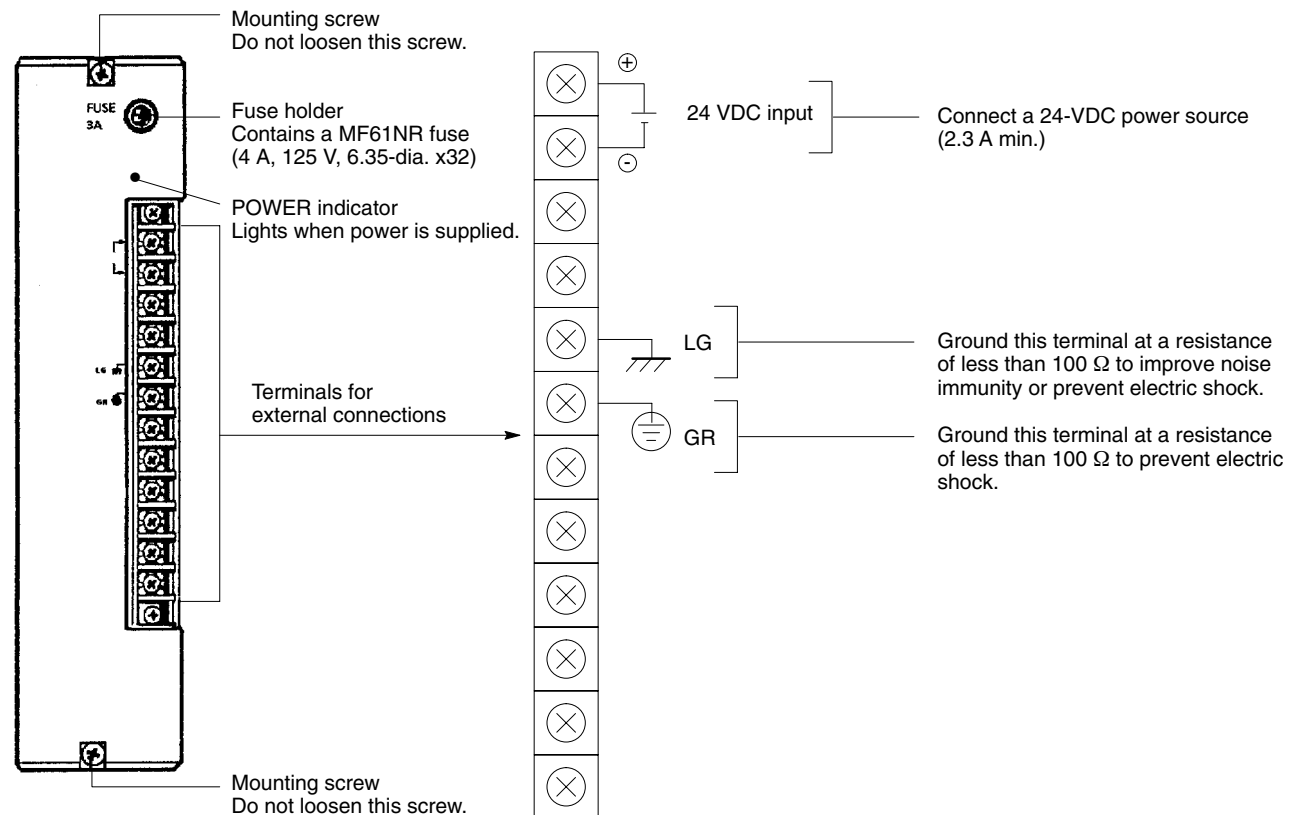 Mounting screw
Do not loosen this screw.
FUSE
3A
Fuse holder
Contains a MF61NR fuse
(4 A, 125 V, 6.35-dia. x32)
POWER indicator
Lights when power is supplied.
LG
GR
Terminals for
external connections
Mounting screw
Do not loosen this screw.
+
24 VDC input
-
Connect a 24-VDC power source
(2.3 A min.)
LG
Ground this terminal at a resistance
of less than 100 Ω to improve noise
immunity or prevent electric shock.
GR
Ground this terminal at a resistance
of less than 100 Ω to prevent electric
shock.